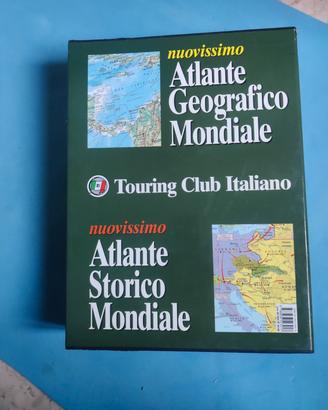 nuovissimo
Atlante
Geografico
Mondiale
Touring Club Italiano
nuovissimo
Atlante
Storico
Mondiale